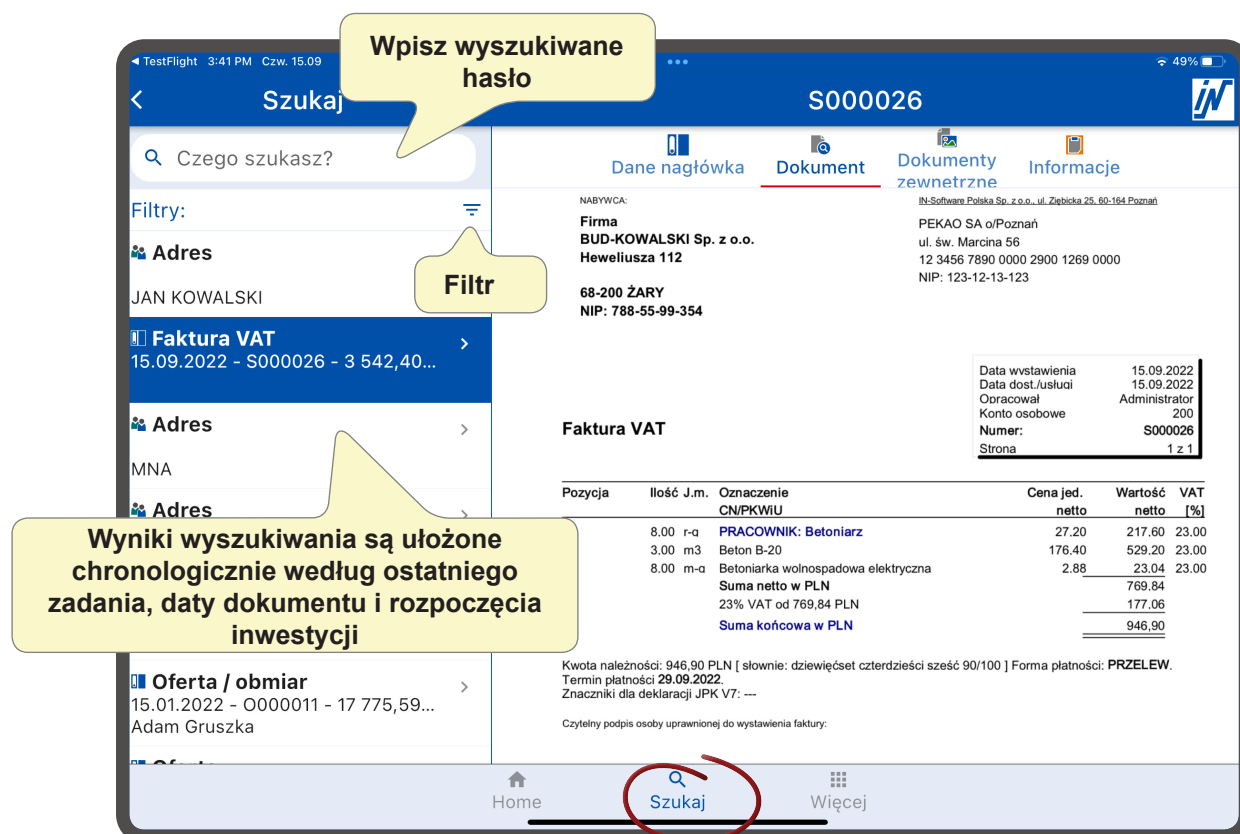 Wpisz wyszukiwane
hasło
TestFlight 3:41 PM Czw. 15.09
49%
Szukaj
S000026
iN
Czego szukasz?
Dane nagłówka
Dokument
Dokumenty
zewnętrzne
Informacje
Filtry:
Filtr
Adres
JAN KOWALSKI
Faktura VAT
15.09.2022 - S000026 - 3 542,40...
Adres
MNA
Adres
Wyniki wyszukiwania są ułożone
chronologicznie według ostatniego
zadania, daty dokumentu i rozpoczęcia
inwestycji
Oferta / obmiar
15.01.2022 - O000011 - 17 775,59...
Adam Gruszka
NABYWCA:
Firma
BUD-KOWALSKI Sp. z o.o.
Heweliusza 112
68-200 ŻARY
NIP: 788-55-99-354
IN-Software Polska Sp. z o.o., ul. Ziębicka 25, 60-164 Poznań
PEKAO SA o/Poznań
ul. św. Marcina 56
12 3456 7890 0000 2900 1269 0000
NIP: 123-12-13-123
Data wystawienia 15.09.2022
Data dost./usługi 15.09.2022
Opracował Administrator
Konto osobowe 200
Numer: S000026
Strona 1 z 1
Faktura VAT
Pozycja Ilość J.m. Oznaczenie Cena jed. Wartość VAT
CN/PKWiU netto netto [%]
8.00 r-g PRACOWNIK: Betoniarz 27.20 217.60 23.00
3.00 m3 Beton B-20 176.40 529.20 23.00
8.00 m-g Betoniarka wolnospadowa elektryczna 2.88 23.04 23.00
Suma netto w PLN 769.84
23% VAT od 769,84 PLN 177.06
Suma końcowa w PLN 946,90
Kwota należności: 946,90 PLN [ słownie: dziewięćset czterdzieści sześć 90/100 ] Forma płatności: PRZELEW.
Termin płatności 29.09.2022.
Znaczniki dla deklaracji JPK V7: ---
Czytelny podpis osoby uprawnionej do wystawienia faktury:
Home
Szukaj
Więcej